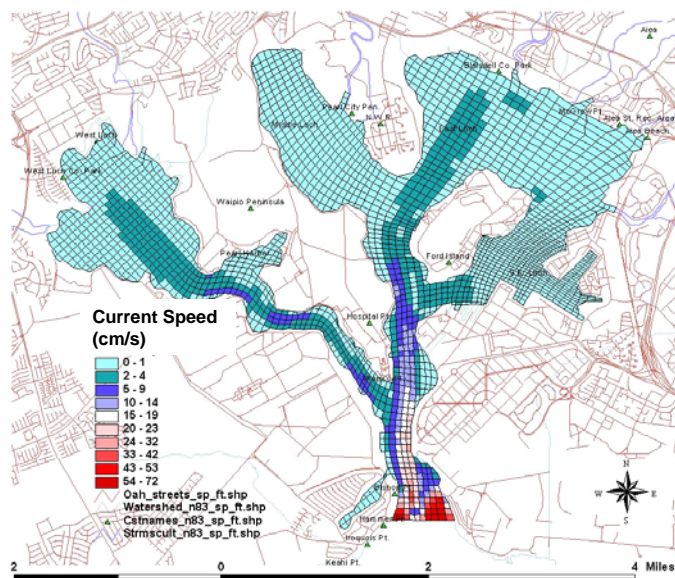 Aiea
Blaisdell Co. Park
Pearl City Pen.
N.W.R.
Middle Loch
East Loch
McGrew Pt.
Aiea St. Rec. Area
Aiea Beach
West Loch
West Loch Co. Park
Waipio Peninsula
Ford Island
S.E. Loch
Hospital Pt.
Current Speed
(cm/s)
0 - 1
2 - 4
5 - 9
10 - 14
15 - 19
20 - 23
24 - 32
33 - 42
43 - 53
54 - 72
Oah_streets_sp_ft.shp
Watershed_n83_sp_ft.shp
Cstnames_n83_sp_ft.shp
Strmscult_n83_sp_ft.shp
N
W E
S
Iroquois Pt.
Keahi Pt.
2 0 2 4 Miles